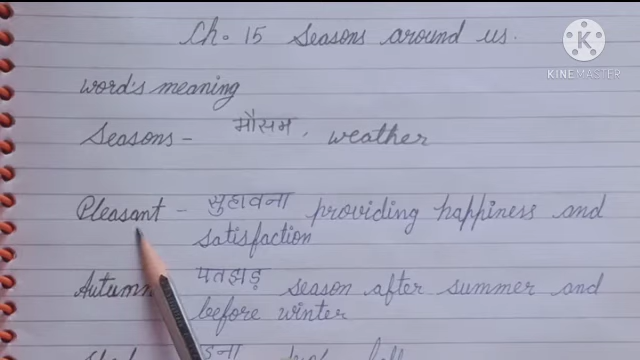 Ch. 15 Seasons around us.
KINEMASTER
word's meaning
Seasons - मौसम, weather
Pleasant - सुहावना providing happiness and
satisfaction
Autumn पतझड़ season after summer and
before winter